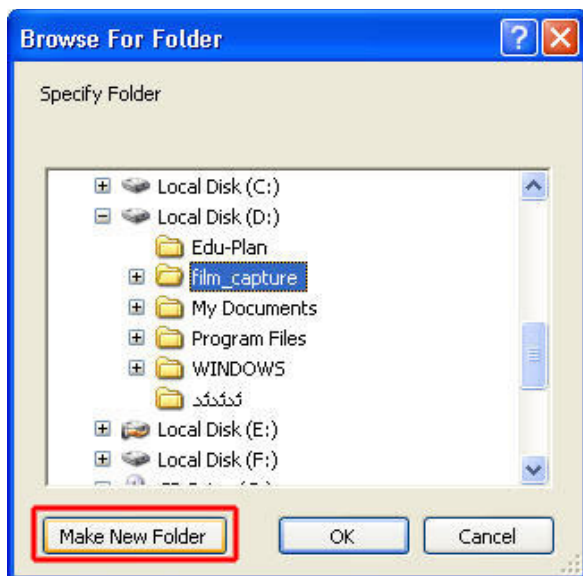 Browse For Folder
Specify Folder
Local Disk (C:)
Local Disk (D:)
Edu-Plan
film_capture
My Documents
Program Files
WINDOWS
Local Disk (E:)
Local Disk (F:)
Make New Folder
OK
Cancel